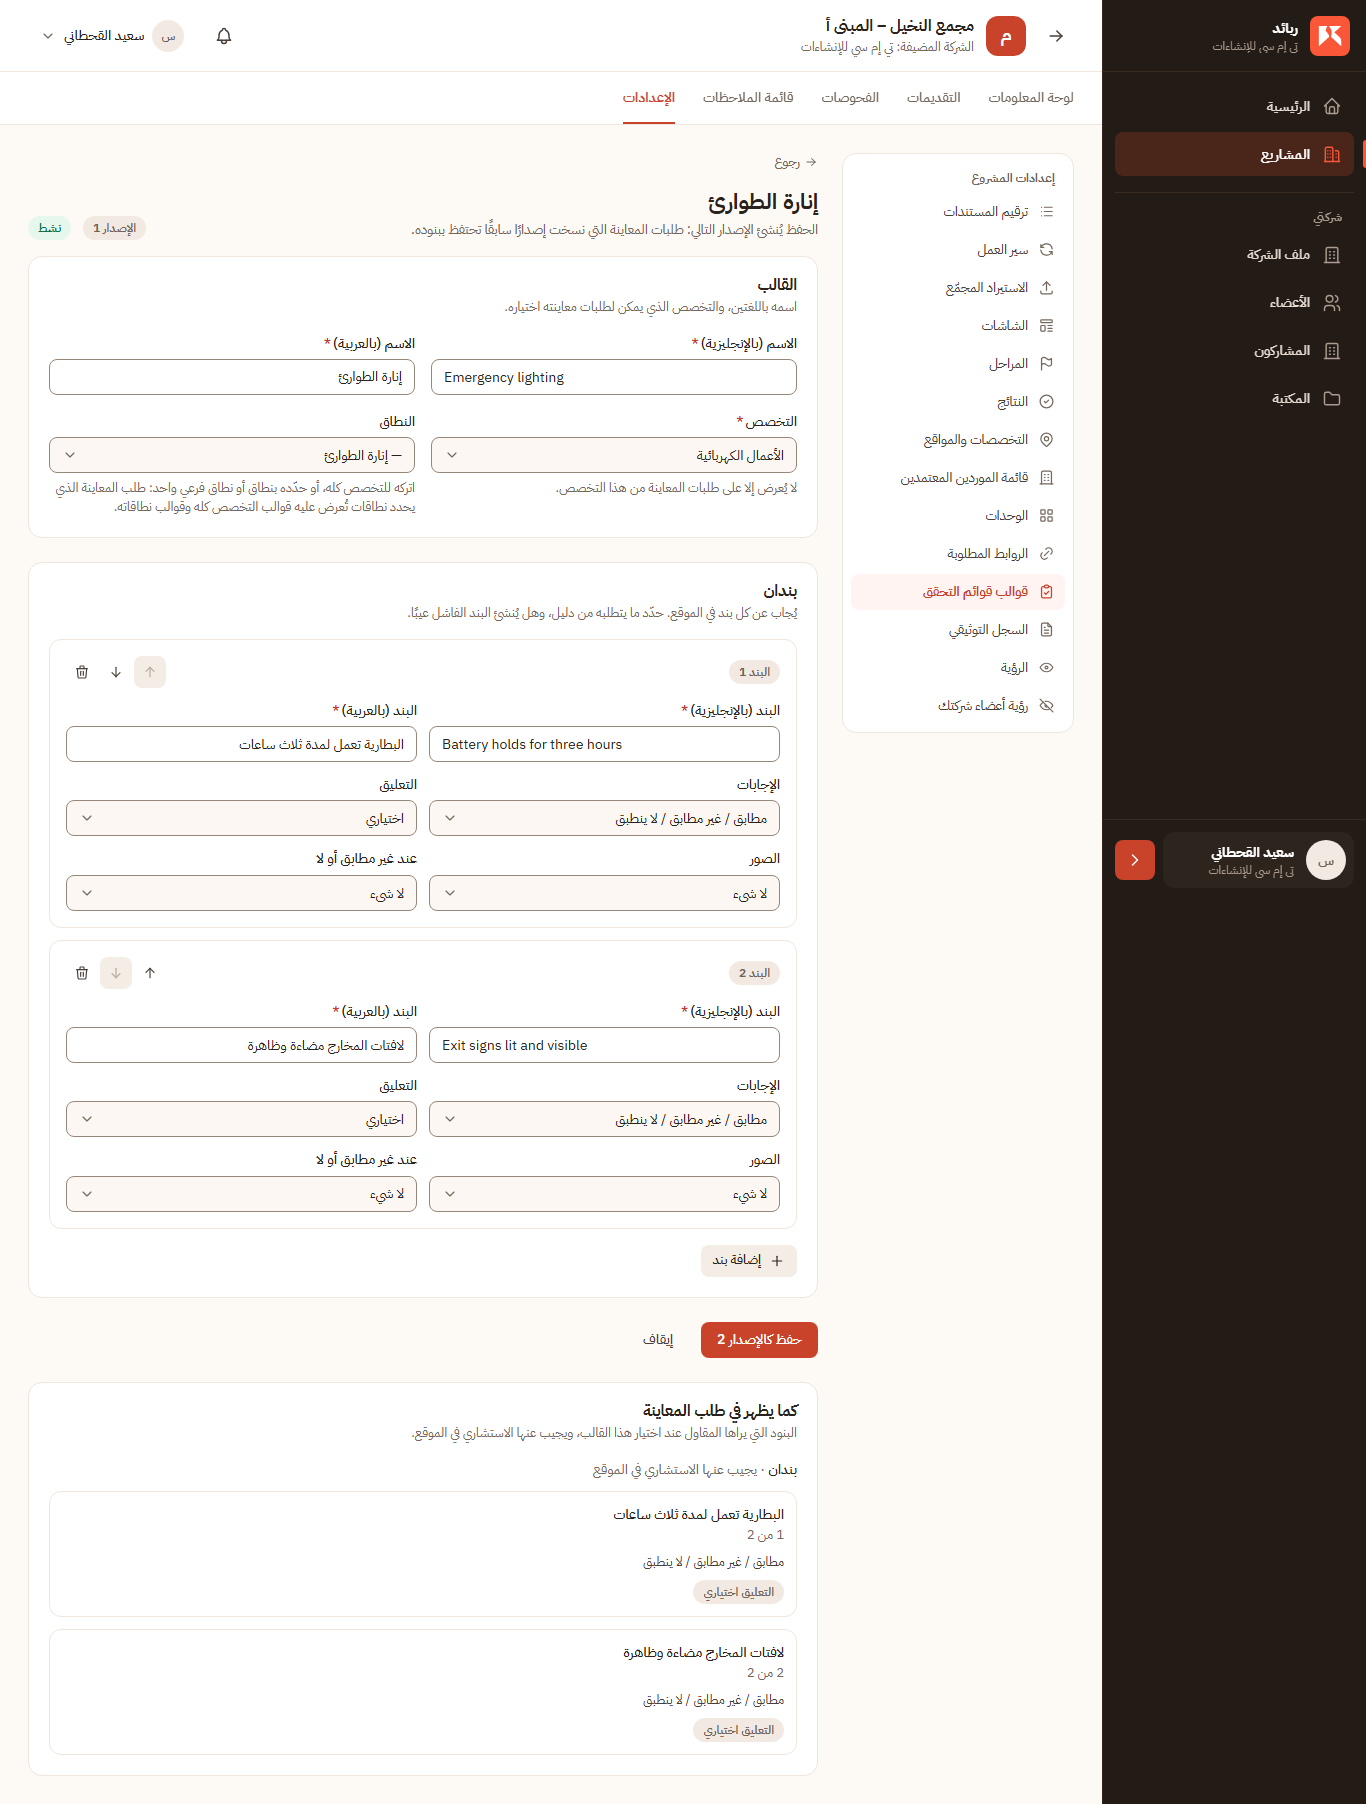 ربائد
تي إم سي للإنشاءات
الرئيسية
المشاريع
شركتي
ملف الشركة
الأعضاء
المشاركون
المكتبة
سعيد القحطاني
تي إم سي للإنشاءات
س
مجمع النخيل – المبنى أ
الشركة المضيفة: تي إم سي للإنشاءات
م
س
سعيد القحطاني
لوحة المعلومات
التقديمات
الفحوصات
قائمة الملاحظات
الإعدادات
إعدادات المشروع
ترقيم المستندات
سير العمل
الاستيراد المجمّع
الشاشات
المراحل
النتائج
التخصصات والمواقع
قائمة الموردين المعتمدين
الوحدات
الروابط المطلوبة
قوالب قوائم التحقق
السجل التوثيقي
الرؤية
رؤية أعضاء شركتك
رجوع
إنارة الطوارئ
الحفظ يُنشئ الإصدار التالي: طلبات المعاينة التي نسخت إصدارًا سابقًا تحتفظ ببنوده.
الإصدار 1
نشط
القالب
اسمه باللغتين، والتخصص الذي يمكن لطلبات معاينته اختياره.
الاسم (بالإنجليزية) *
الاسم (بالعربية) *
Emergency lighting
إنارة الطوارئ
التخصص *
النطاق
الأعمال الكهربائية
— إنارة الطوارئ
لا يُعرض إلا على طلبات المعاينة من هذا التخصص.
اتركه للتخصص كله، أو حدّده بنطاق أو نطاق فرعي واحد: طلب المعاينة الذي
يحدد نطاقات تُعرض عليه قوالب التخصص كله وقوالب نطاقاته.
بندان
يُجاب عن كل بند في الموقع. حدّد ما يتطلبه من دليل، وهل يُنشئ البند الفاشل عيبًا.
البند 1
البند (بالإنجليزية) *
البند (بالعربية) *
Battery holds for three hours
البطارية تعمل لمدة ثلاث ساعات
الإجابات
التعليق
مطابق / غير مطابق / لا ينطبق
اختياري
الصور
عند غير مطابق أو لا
لا شيء
لا شيء
البند 2
البند (بالإنجليزية) *
البند (بالعربية) *
Exit signs lit and visible
لافتات المخارج مضاءة وظاهرة
الإجابات
التعليق
مطابق / غير مطابق / لا ينطبق
اختياري
الصور
عند غير مطابق أو لا
لا شيء
لا شيء
إضافة بند
حفظ كالإصدار 2
إيقاف
كما يظهر في طلب المعاينة
البنود التي يراها المقاول عند اختيار هذا القالب، ويجيب عنها الاستشاري في الموقع.
بندان · يجيب عنها الاستشاري في الموقع
البطارية تعمل لمدة ثلاث ساعات
1 من 2
مطابق / غير مطابق / لا ينطبق
التعليق اختياري
لافتات المخارج مضاءة وظاهرة
2 من 2
مطابق / غير مطابق / لا ينطبق
التعليق اختياري